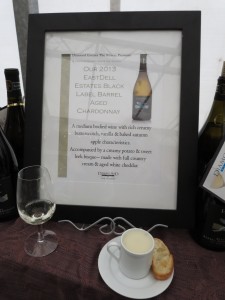 Our 2013
EastDell
Estates Black
Label Barrel
Aged
Chardonnay
A medium bodied wine with rich creamy
butterscotch, vanilla & baked autumn
apple characteristics.
Accompanied by a creamy potato & sweet
leek bisque – made with full country
cream & aged white cheddar